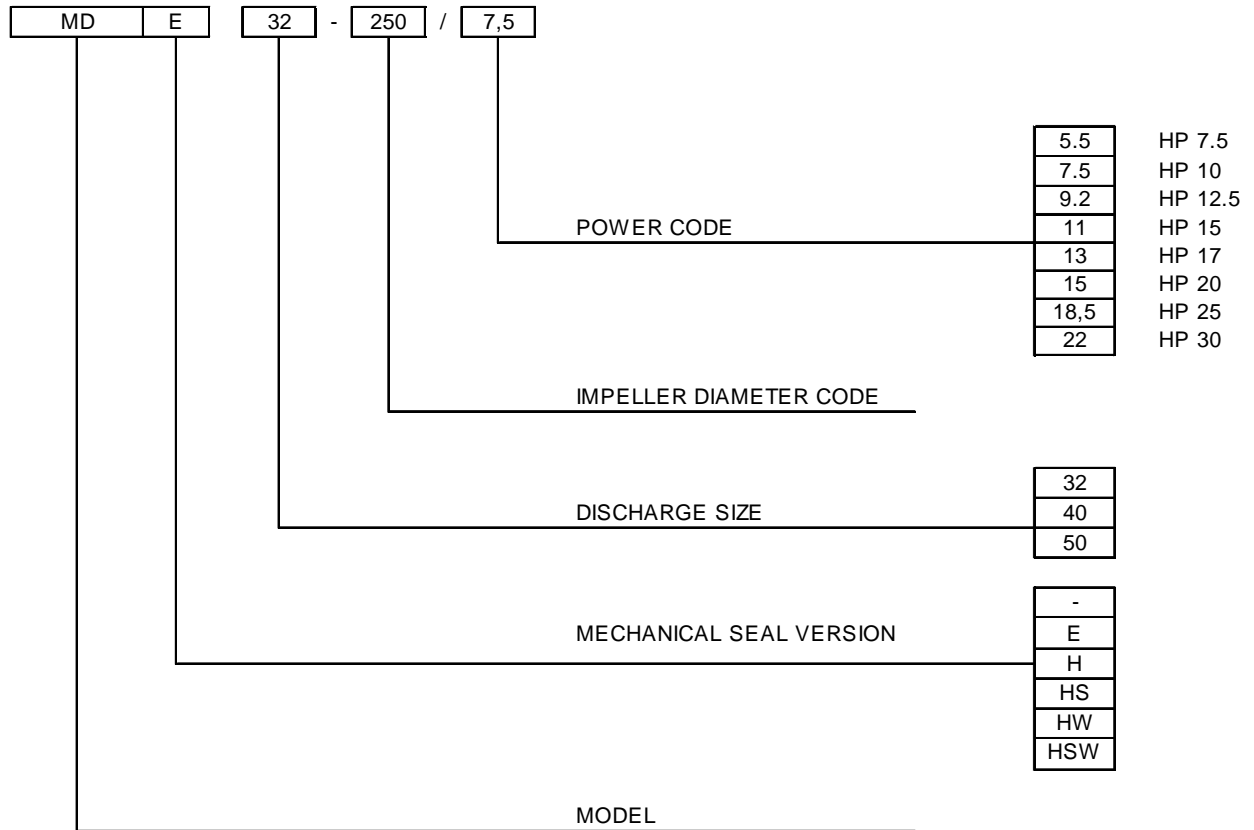 MD E 32 - 250 / 7,5
5.5 HP 7.5
7.5 HP 10
9.2 HP 12.5
POWER CODE 11 HP 15
13 HP 17
15 HP 20
18,5 HP 25
22 HP 30
IMPELLER DIAMETER CODE
32
DISCHARGE SIZE 40
50
-
MECHANICAL SEAL VERSION E
H
HS
HW
HSW
MODEL